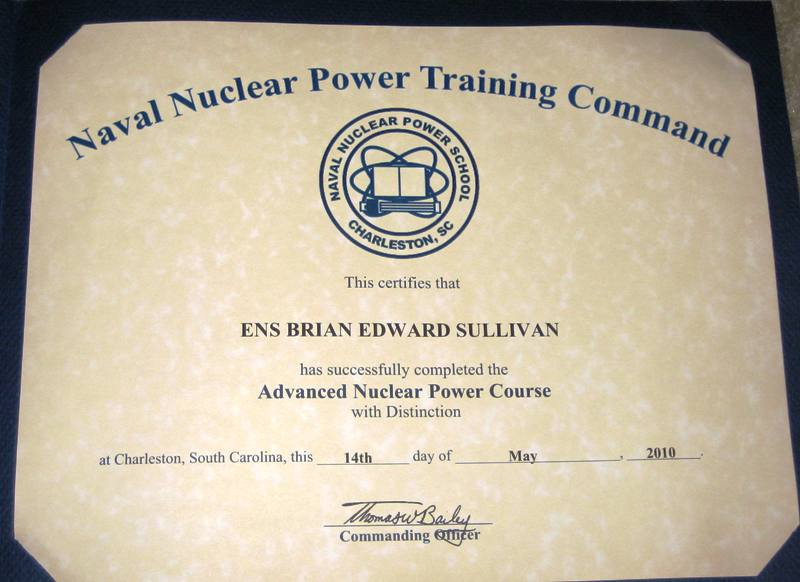 Naval Nuclear Power Training Command
NAVAL NUCLEAR POWER SCHOOL
CHARLESTON, SC
This certifies that
ENS BRIAN EDWARD SULLIVAN
has successfully completed the
Advanced Nuclear Power Course
with Distinction
at Charleston, South Carolina, this 14th day of May, 2010.
Thomas W Bailey
Commanding Officer